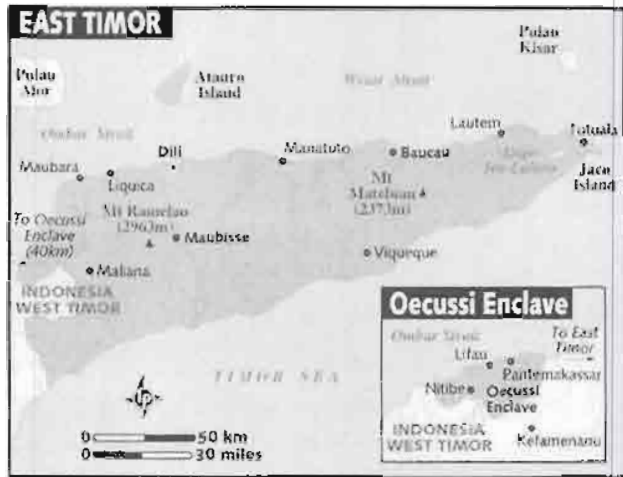 EAST TIMOR
Pulau
Alor
Atauro
Island
Wetar Strait
Pulau
Kisar
Ombar Strait
Maubara
Liquica
Dili
Manatuto
Baucau
Lautem
Tutuala
Jaco
Island
Mt
Matebian
(2373m)
Mt Ramelau
(2963m)
To Oecussi
Enclave
(40km)
Maubisse
Viqueque
Maliana
INDONESIA
WEST TIMOR
TIMOR SEA
0 50 km
0 30 miles
Oecussi Enclave
Ombar Strait
To East
Timor
Lifau
Pantemakassar
Nitibe
Oecussi
Enclave
INDONESIA
WEST TIMOR
Kefamenanu